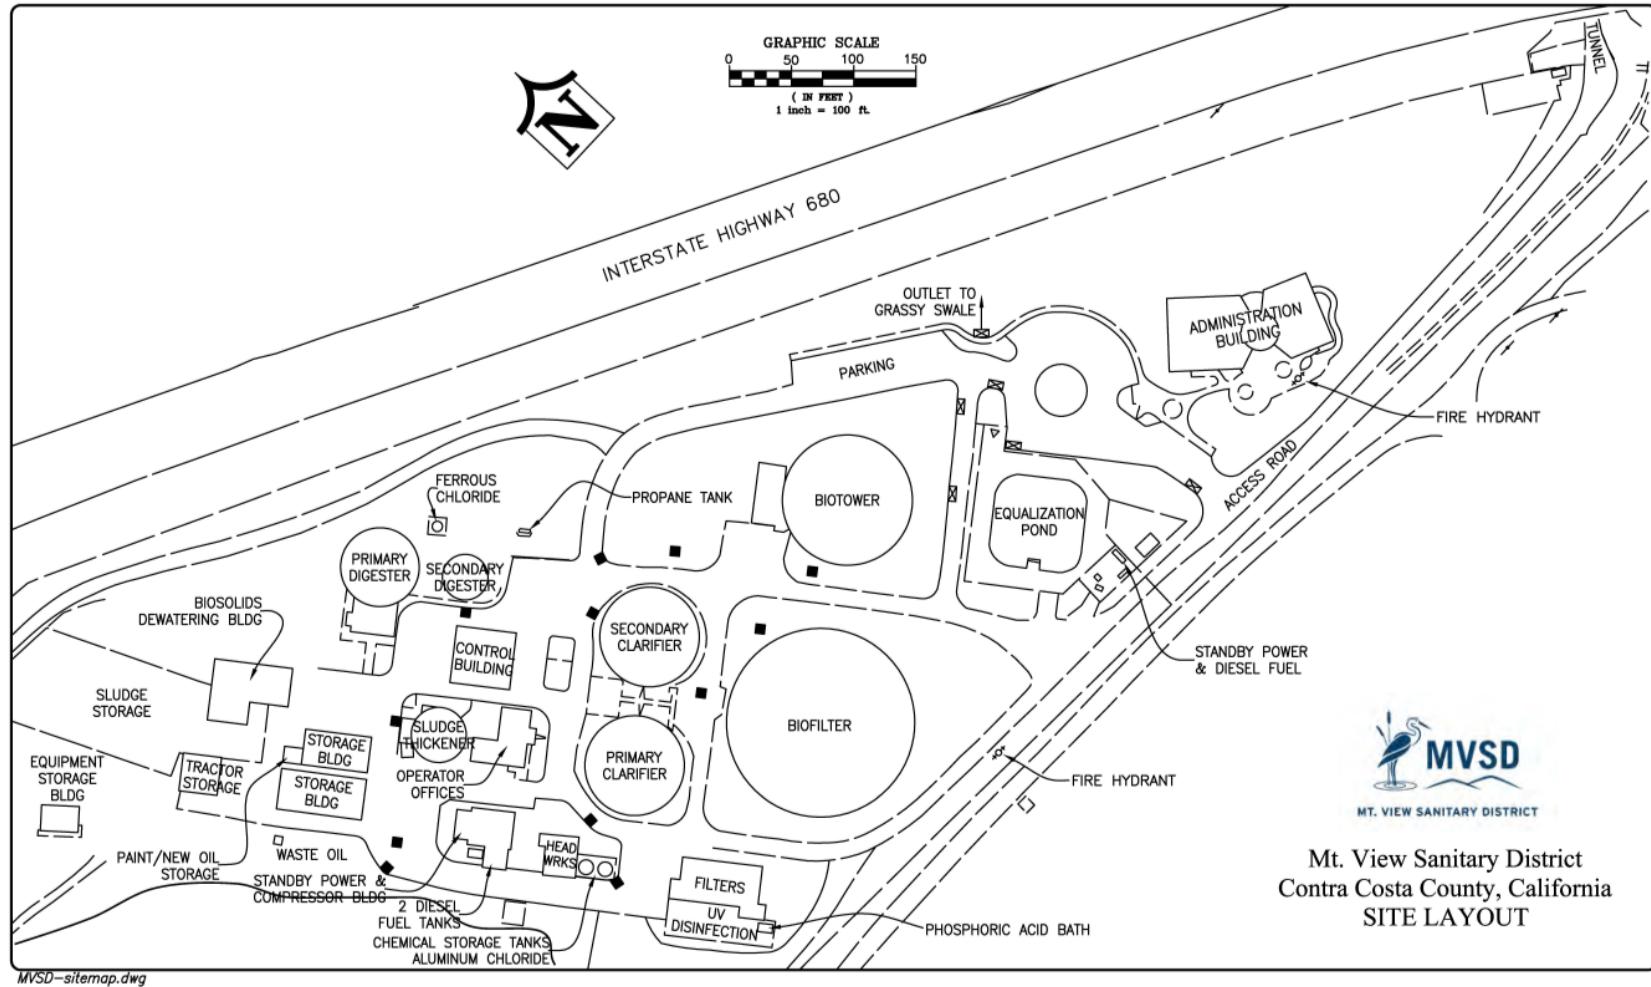 GRAPHIC SCALE
0 50 100 150
( IN FEET )
1 inch = 100 ft.
N
TUNNEL
INTERSTATE HIGHWAY 680
OUTLET TO
GRASSY SWALE
ADMINISTRATION
BUILDING
PARKING
FIRE HYDRANT
ACCESS ROAD
FERROUS
CHLORIDE
PROPANE TANK
BIOTOWER
EQUALIZATION
POND
PRIMARY
DIGESTER
SECONDARY
DIGESTER
BIOSOLIDS
DEWATERING BLDG
SECONDARY
CLARIFIER
CONTROL
BUILDING
STANDBY POWER
& DIESEL FUEL
SLUDGE
STORAGE
BIOFILTER
SLUDGE
THICKENER
STORAGE
BLDG
PRIMARY
CLARIFIER
EQUIPMENT
STORAGE
BLDG
TRACTOR
STORAGE
STORAGE
BLDG
OPERATOR
OFFICES
FIRE HYDRANT
MVSD
MT. VIEW SANITARY DISTRICT
HEAD
WRKS
WASTE OIL
PAINT/NEW OIL
STORAGE
STANDBY POWER &
COMPRESSOR BLDG
2 DIESEL
FUEL TANKS
CHEMICAL STORAGE TANKS
ALUMINUM CHLORIDE
FILTERS
UV
DISINFECTION
PHOSPHORIC ACID BATH
Mt. View Sanitary District
Contra Costa County, California
SITE LAYOUT
MVSD-sitemap.dwg